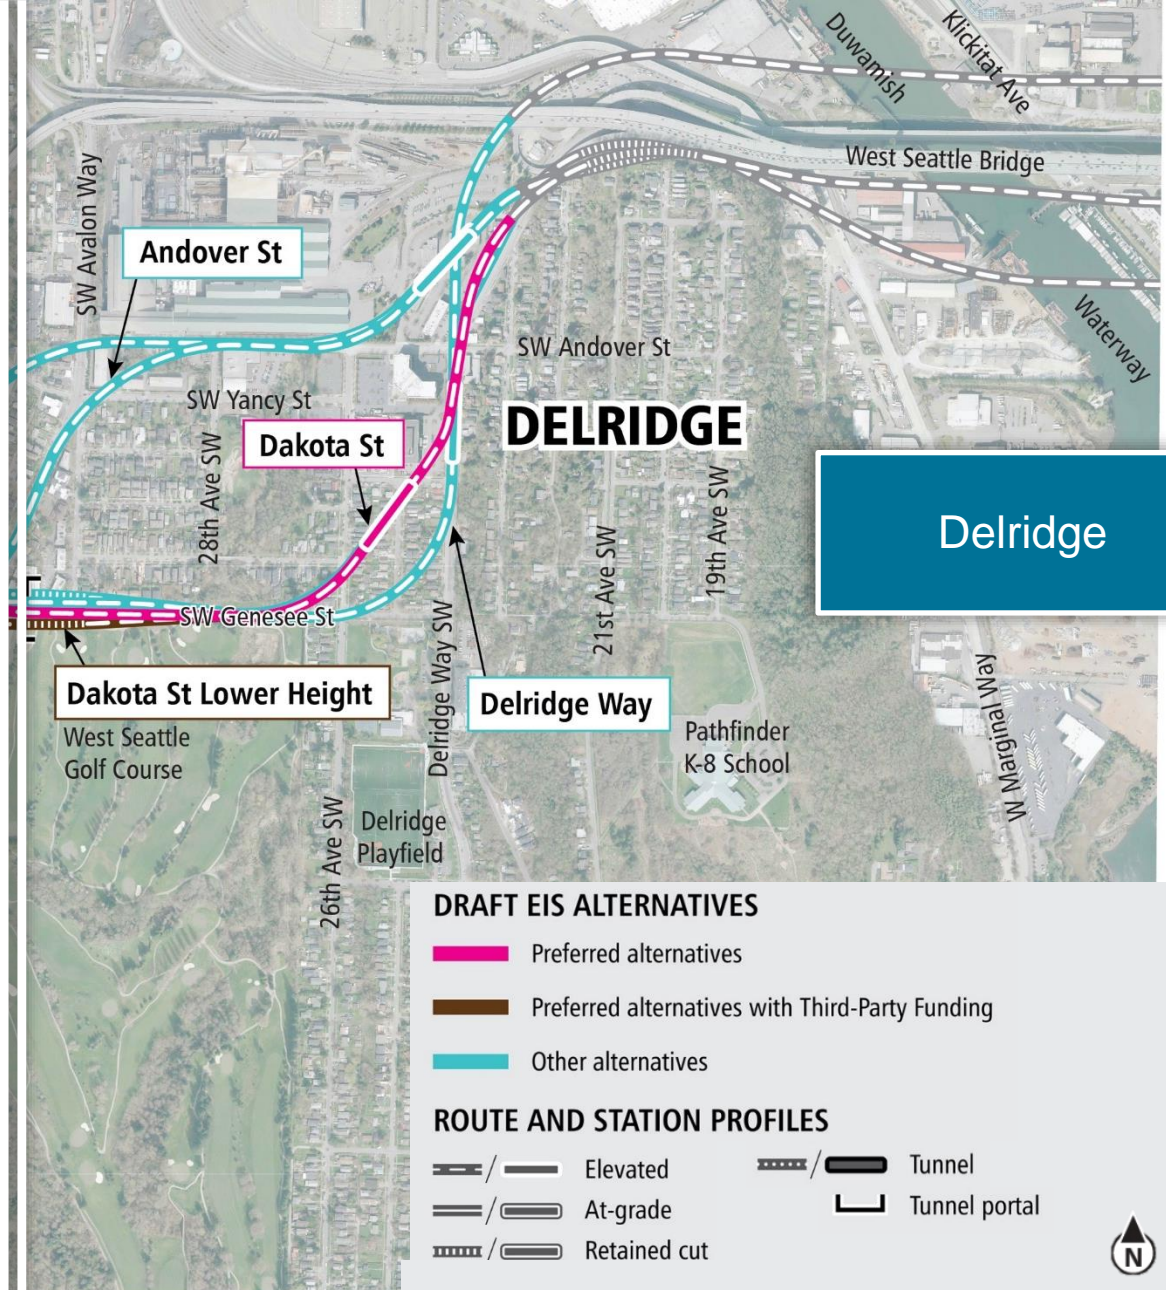 Duwamish
Klickitat Ave
West Seattle Bridge
SW Avalon Way
Andover St
Waterway
SW Andover St
SW Yancy St
DELRIDGE
Dakota St
28th Ave SW
19th Ave SW
Delridge
21st Ave SW
SW Genesee St
Delridge Way SW
Dakota St Lower Height
Delridge Way
West Seattle
Golf Course
Pathfinder
K-8 School
W Marginal Way
26th Ave SW
Delridge
Playfield
DRAFT EIS ALTERNATIVES
Preferred alternatives
Preferred alternatives with Third-Party Funding
Other alternatives
ROUTE AND STATION PROFILES
/ Elevated
/ At-grade
/ Retained cut
/ Tunnel
Tunnel portal
N